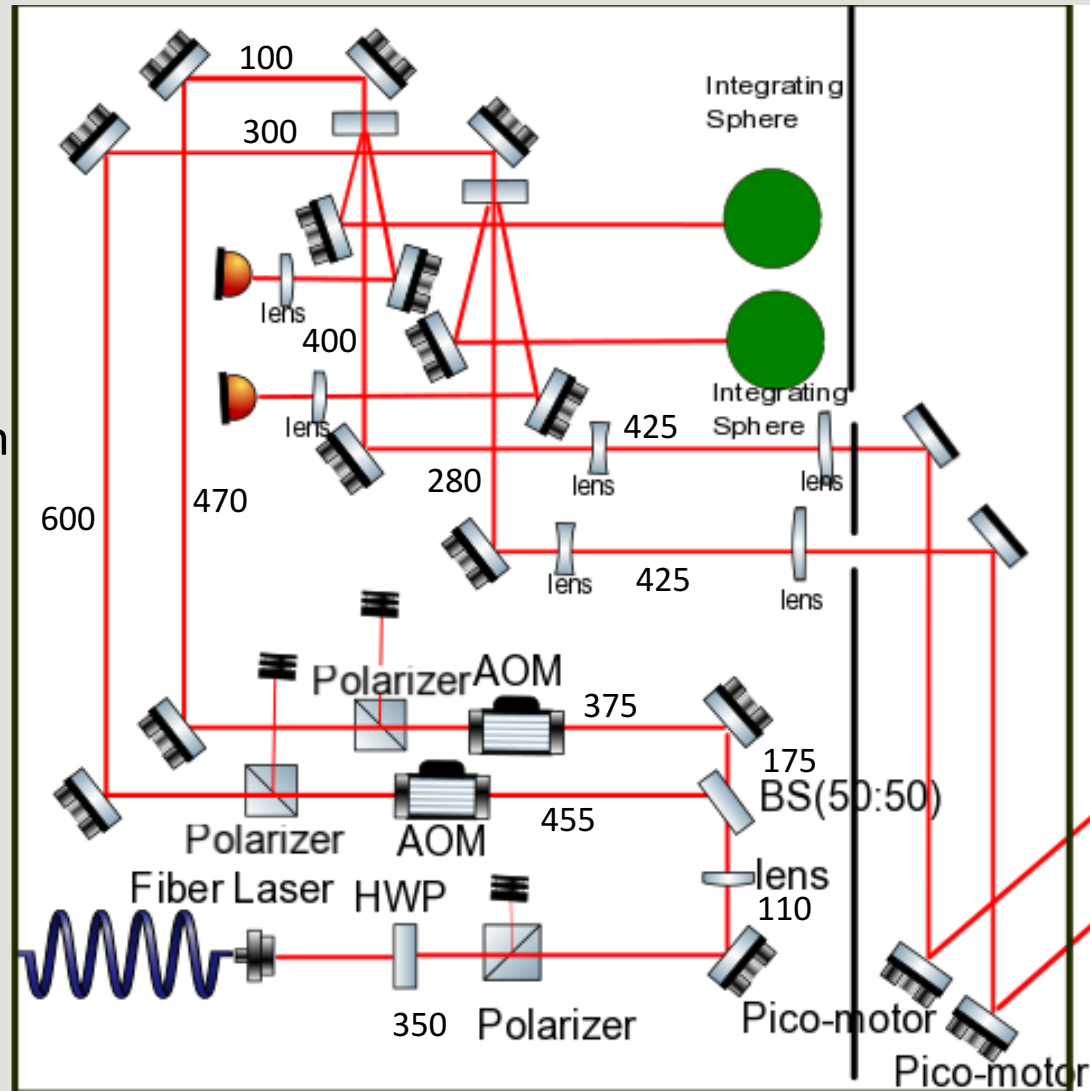 100
Integrating
Sphere
300
lens
400
Integrating
Sphere
lens
425
lens
lens
280
470
600
lens
425
lens
Polarizer
AOM
375
175
BS(50:50)
455
Polarizer
AOM
lens
Fiber Laser
HWP
110
350
Polarizer
Pico-motor
Pico-motor